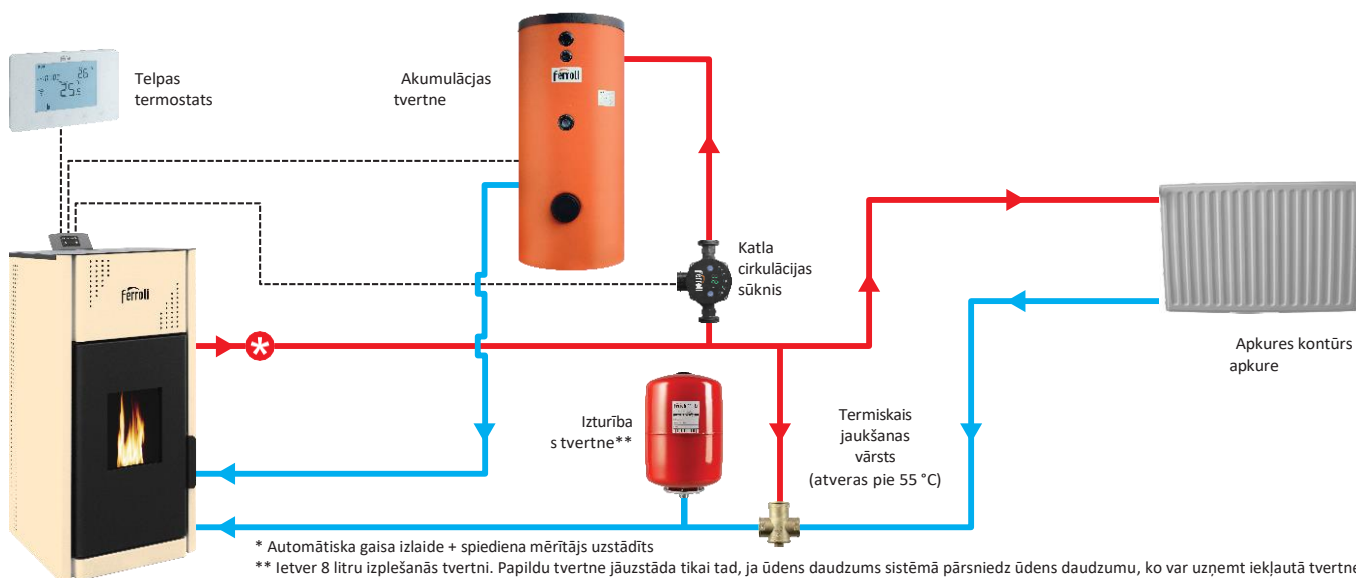 Telpas
termostats
Akumulācjas
tvertne
ferroli
Katla
cirkulācijas
sūknis
ferroli
ferroli
Apkures kontūrs
apkure
Izturība
s tvertne**
Termiskais
jaukšanas
vārsts
(atveras pie 55 °C)
*
* Automātiska gaisa izlaide + spiediena mērītājs uzstādīts
** Ietver 8 litru izplešanās tvertni. Papildu tvertne jāuzstāda tikai tad, ja ūdens daudzums sistēmā pārsniedz ūdens daudzumu, ko var uzņemt iekļautā tvertne